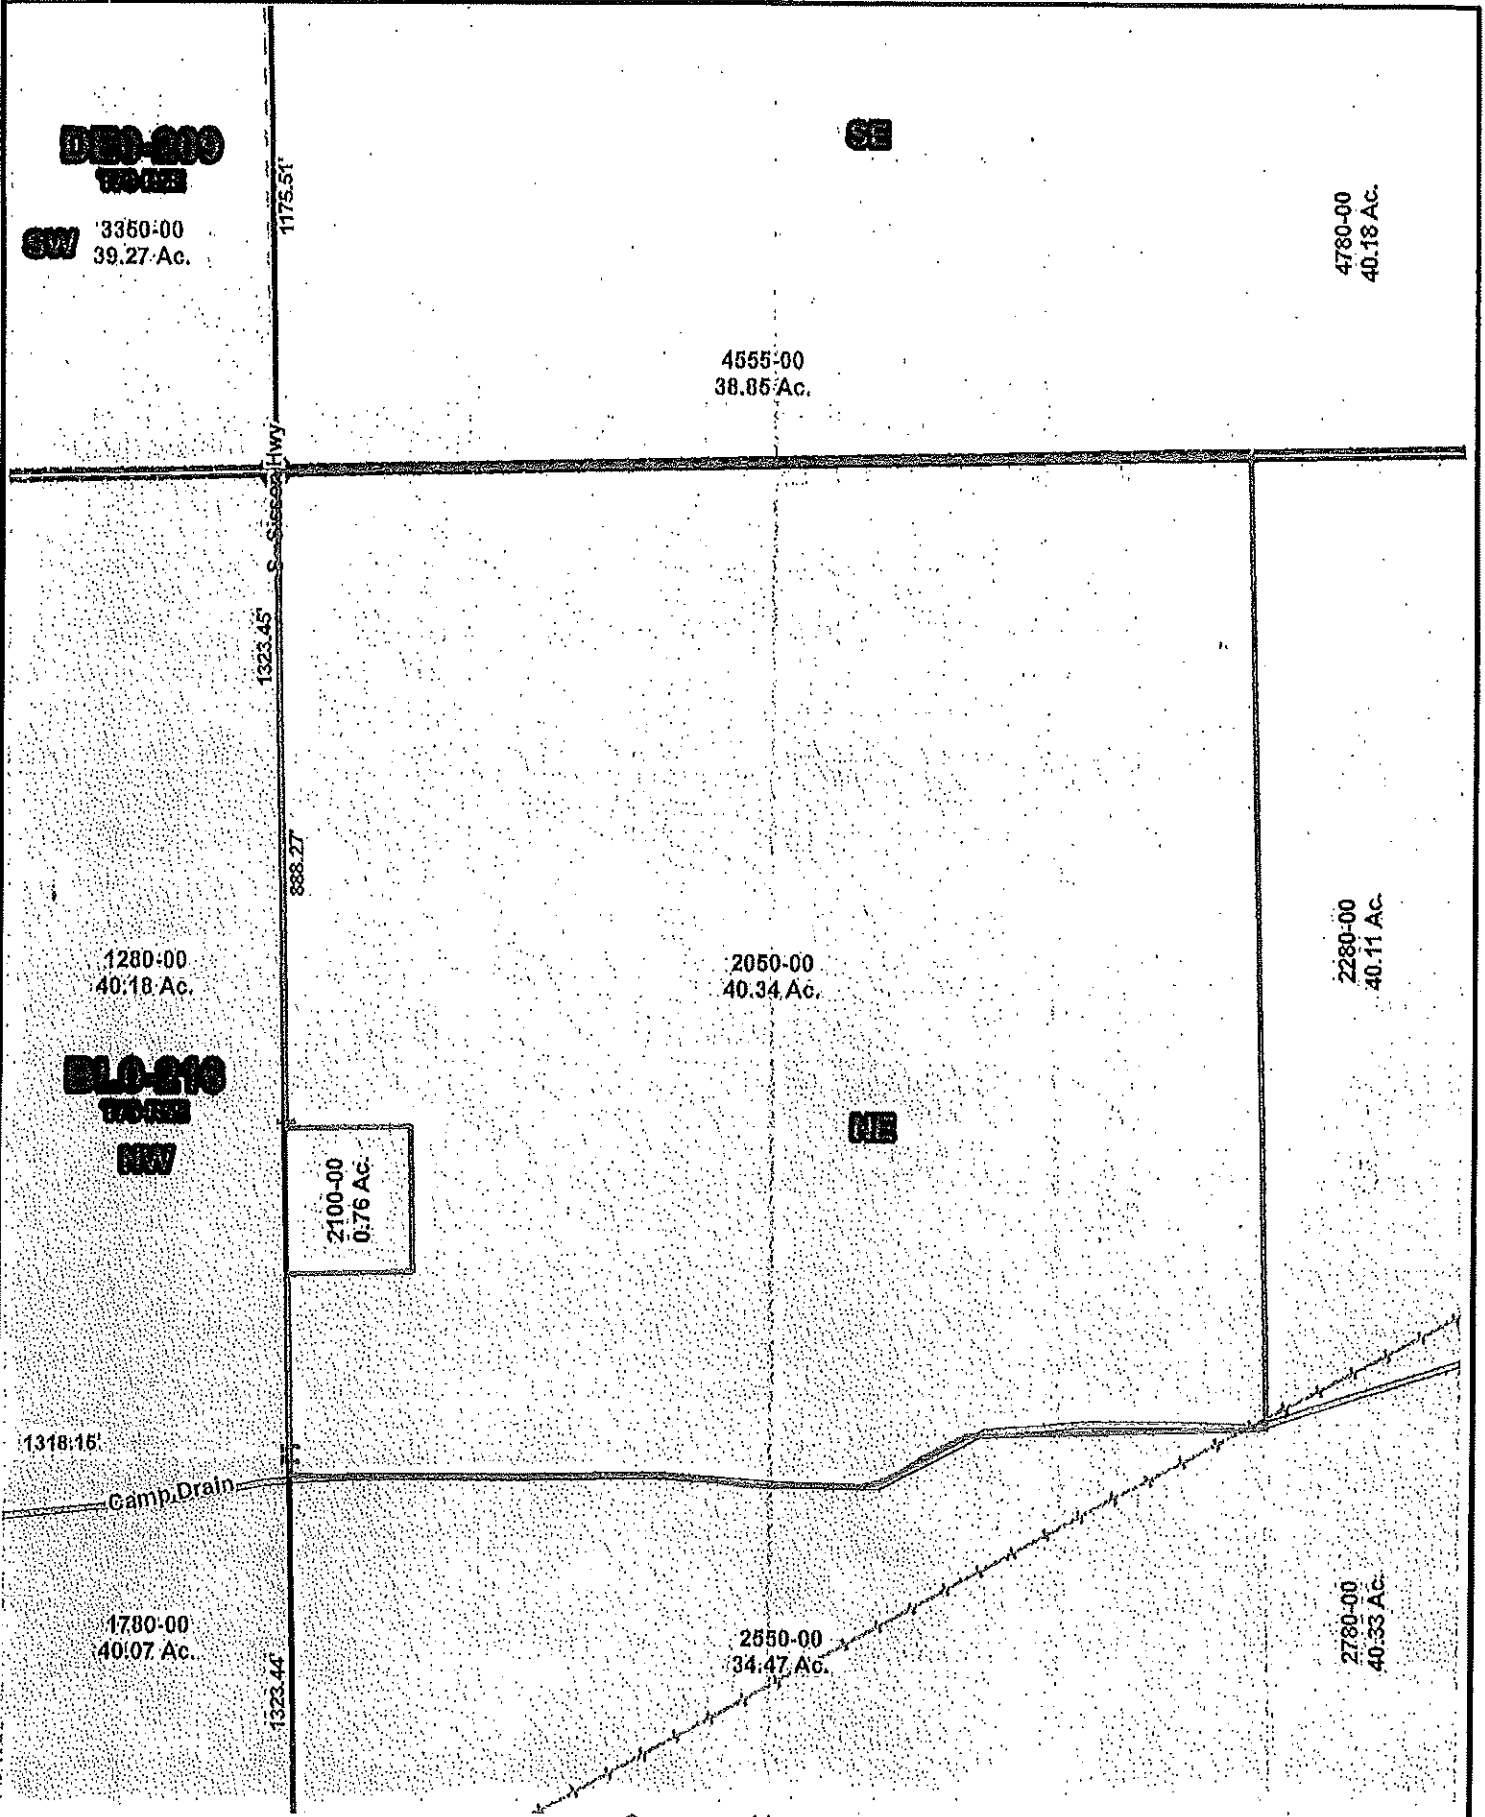 SE
SW
3350-00
39.27 Ac.
1175.51'
4780-00
40.18 Ac.
4555-00
38.85 Ac.
Hwy
1323.45'
888.27'
1280-00
40.18 Ac.
2050-00
40.34 Ac.
2280-00
40.11 Ac.
NW
NE
2100-00
0.76 Ac.
1318.15'
Camp Drain
1780-00
40.07 Ac.
1323.44'
2550-00
34.47 Ac.
2780-00
40.33 Ac.